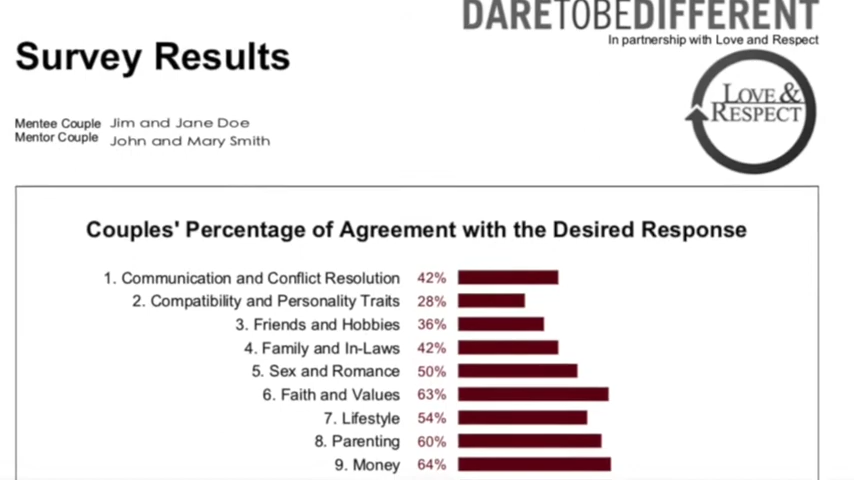 DARETOBEDIFFERENT
In partnership with Love and Respect
Survey Results
LOVE &
RESPECT
Mentee Couple Jim and Jane Doe
Mentor Couple John and Mary Smith
Couples' Percentage of Agreement with the Desired Response
1. Communication and Conflict Resolution 42%
2. Compatibility and Personality Traits 28%
3. Friends and Hobbies 36%
4. Family and In-Laws 42%
5. Sex and Romance 50%
6. Faith and Values 63%
7. Lifestyle 54%
8. Parenting 60%
9. Money 64%